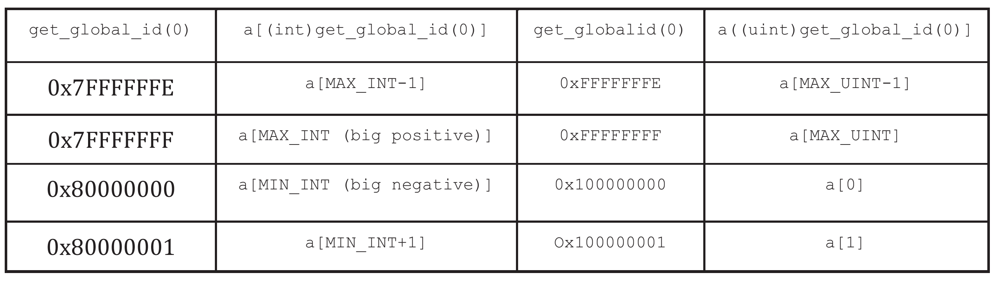 get_global_id(0) a[(int)get_global_id(0)] get_globalid(0) a((uint)get_global_id(0)]
0x7FFFFFFE a[MAX_INT-1] 0xFFFFFFFE a[MAX_UINT-1]
0x7FFFFFFF a[MAX_INT (big positive)] 0xFFFFFFFF a[MAX_UINT]
0x80000000 a[MIN_INT (big negative)] 0x100000000 a[0]
0x80000001 a[MIN_INT+1] Ox100000001 a[1]